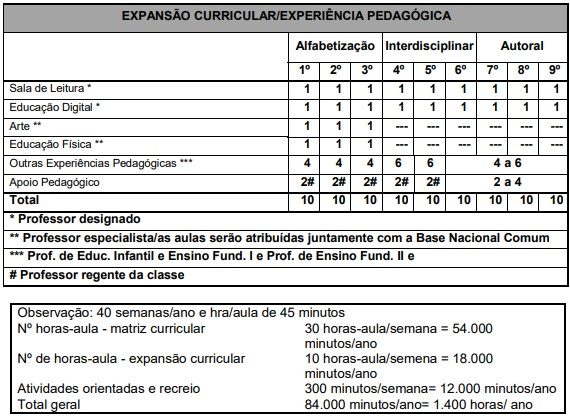 EXPANSÃO CURRICULAR/EXPERIÊNCIA PEDAGÓGICA
Alfabetização Interdisciplinar Autoral
1º 2º 3º 4º 5º 6º 7º 8º 9º
Sala de Leitura * 1 1 1 1 1 1 1 1 1
Educação Digital * 1 1 1 1 1 1 1 1 1
Arte ** 1 1 1 --- --- --- --- --- ---
Educação Física ** 1 1 1 --- --- --- --- --- ---
Outras Experiências Pedagógicas *** 4 4 4 6 6 4 a 6
Apoio Pedagógico 2# 2# 2# 2# 2# 2 a 4
Total 10 10 10 10 10 10 10 10 10
* Professor designado
** Professor especialista/as aulas serão atribuídas juntamente com a Base Nacional Comum
*** Prof. de Educ. Infantil e Ensino Fund. I e Prof. de Ensino Fund. II e
# Professor regente da classe
Observação: 40 semanas/ano e hra/aula de 45 minutos
Nº horas-aula - matriz curricular 30 horas-aula/semana = 54.000
minutos/ano
Nº de horas-aula - expansão curricular 10 horas-aula/semana = 18.000
minutos/ano
Atividades orientadas e recreio 300 minutos/semana= 12.000 minutos/ano
Total geral 84.000 minutos/ano= 1.400 horas/ ano